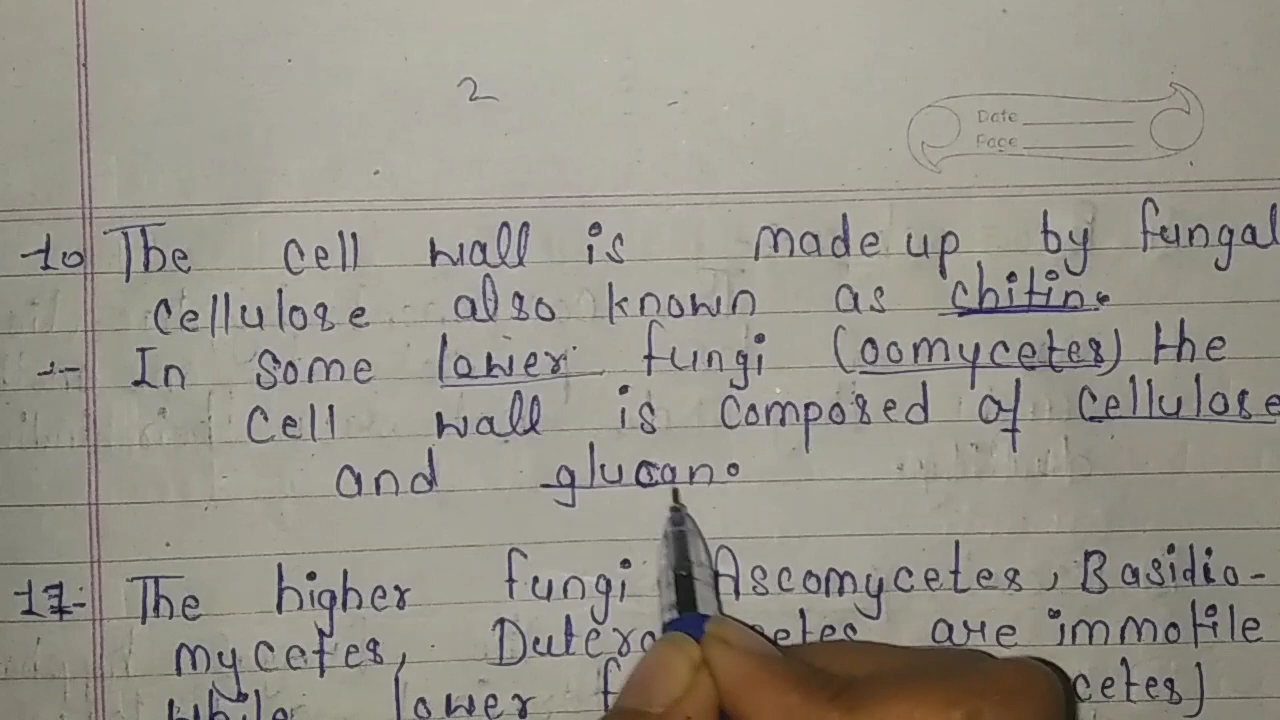 2
Date
Page
10 The cell wall is made up by fungal
cellulose also known as chitin.
:- In some lower fungi (oomycetes) the
cell wall is composed of cellulose
and glucan.
17- The higher fungi Ascomycetes, Basidio-
mycetes, are immotile
while lower